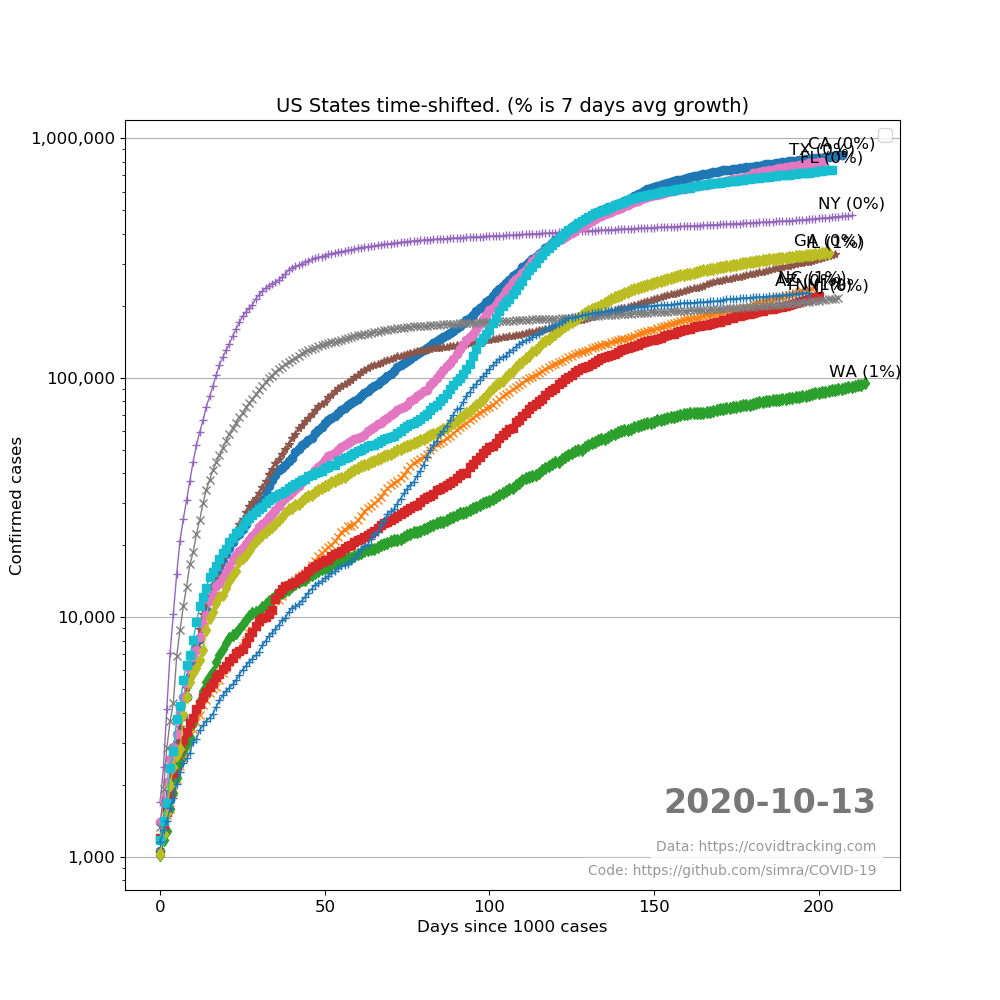 US States time-shifted. (% is 7 days avg growth)
1,000,000
100,000
10,000
1,000
Confirmed cases
CA (0%)
TX (0%)
FL (0%)
NY (0%)
GA (0%)
IL (1%)
NC (1%)
WA (1%)
2020-10-13
Data: https://covidtracking.com
Code: https://github.com/simra/COVID-19
0 50 100 150 200
Days since 1000 cases